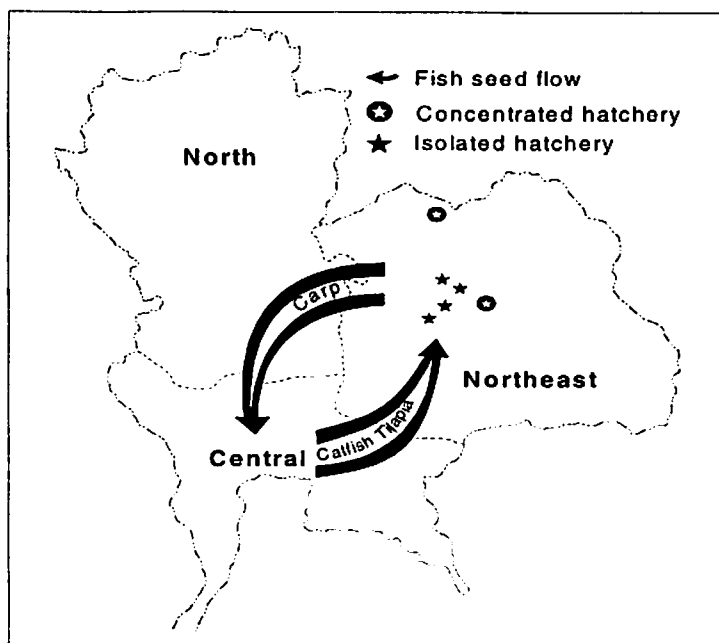 Fish seed flow
Concentrated hatchery
Isolated hatchery
North
Carp
Northeast
Central
Catfish Tilapia